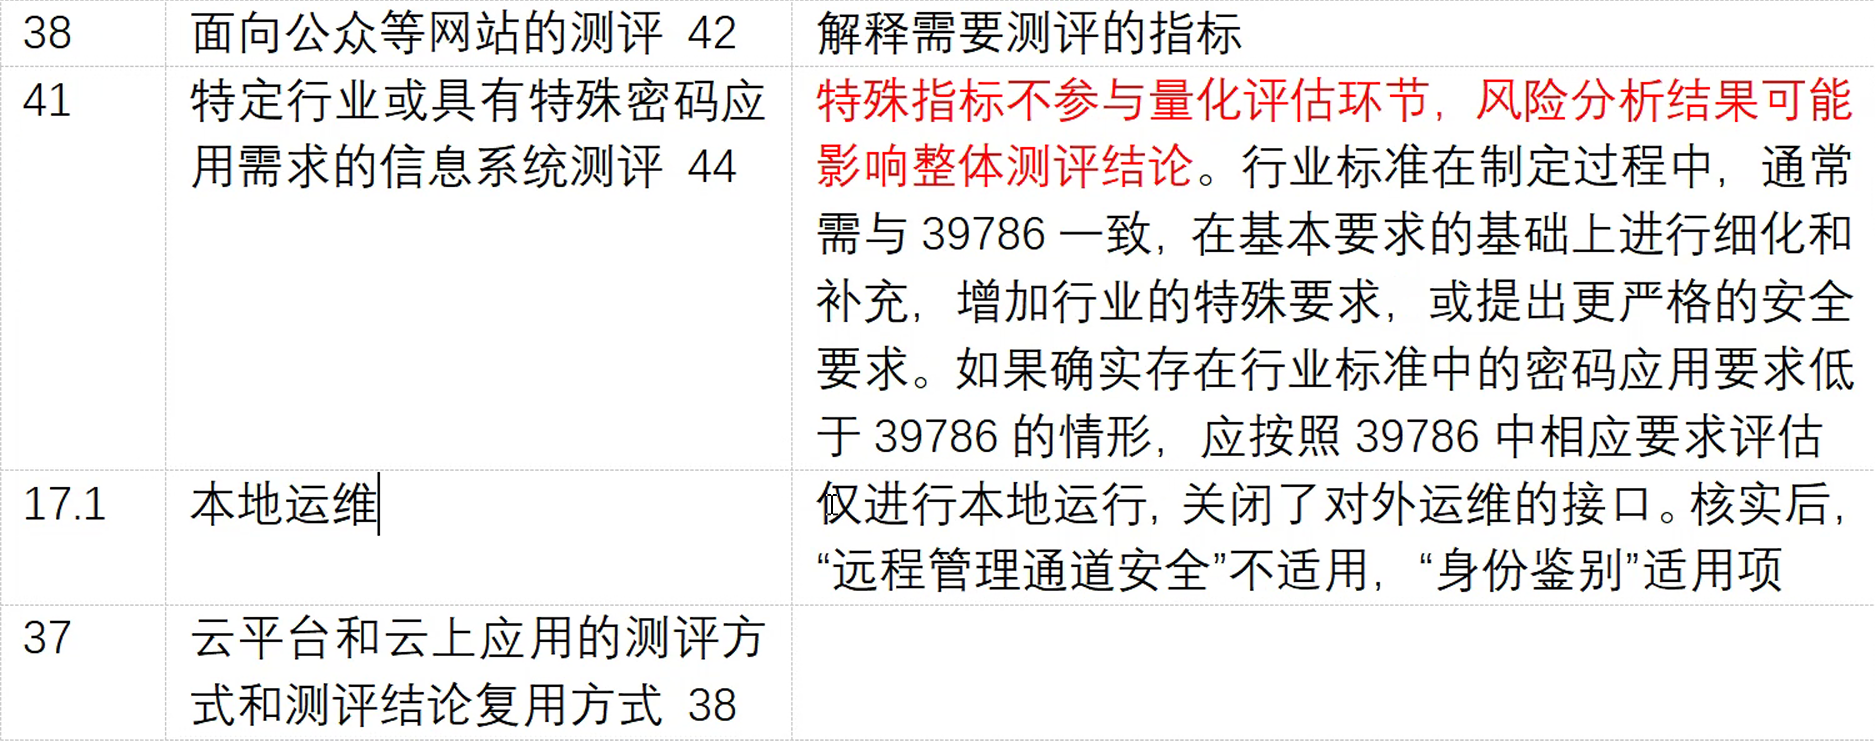 38 面向公众等网站的测评 42 解释需要测评的指标
41 特定行业或具有特殊密码应 特殊指标不参与量化评估环节，风险分析结果可能
用需求的信息系统测评 44 影响整体测评结论。行业标准在制定过程中，通常
需与 39786 一致，在基本要求的基础上进行细化和
补充，增加行业的特殊要求，或提出更严格的安全
要求。如果确实存在行业标准中的密码应用要求低
于 39786 的情形，应按照 39786 中相应要求评估
17.1 本地运维 仅进行本地运行，关闭了对外运维的接口。核实后，
“远程管理通道安全”不适用，“身份鉴别”适用项
37 云平台和云上应用的测评方
式和测评结论复用方式 38